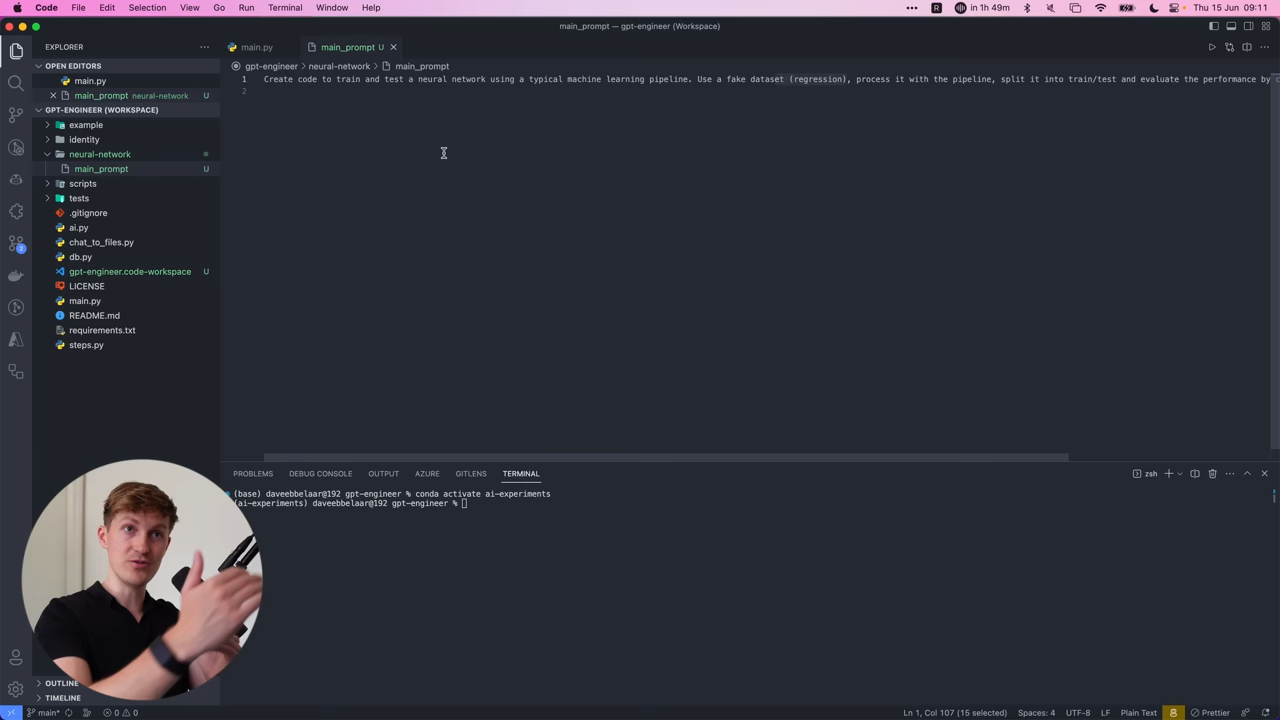 Code File Edit Selection View Go Run Terminal Window Help
in 1h 49m Thu 15 Jun 09:11
main_prompt — gpt-engineer (Workspace)
EXPLORER
main.py
main_prompt U
OPEN EDITORS
gpt-engineer neural-network main_prompt
main.py
1 Create code to train and test a neural network using a typical machine learning pipeline. Use a fake dataset (regression), process it with the pipeline, split it into train/test and evaluate the performance by
main_prompt neural-network U
2
GPT-ENGINEER (WORKSPACE)
example
identity
neural-network
main_prompt U
scripts
tests
.gitignore
ai.py
chat_to_files.py
db.py
gpt-engineer.code-workspace U
LICENSE
main.py
README.md
requirements.txt
steps.py
PROBLEMS DEBUG CONSOLE OUTPUT AZURE GITLENS TERMINAL
zsh
(base) daveebbelaar@192 gpt-engineer % conda activate ai-experiments
(ai-experiments) daveebbelaar@192 gpt-engineer %
2
OUTLINE
TIMELINE
main* 0 0 Ln 1, Col 107 (15 selected) Spaces: 4 UTF-8 LF Plain Text Prettier